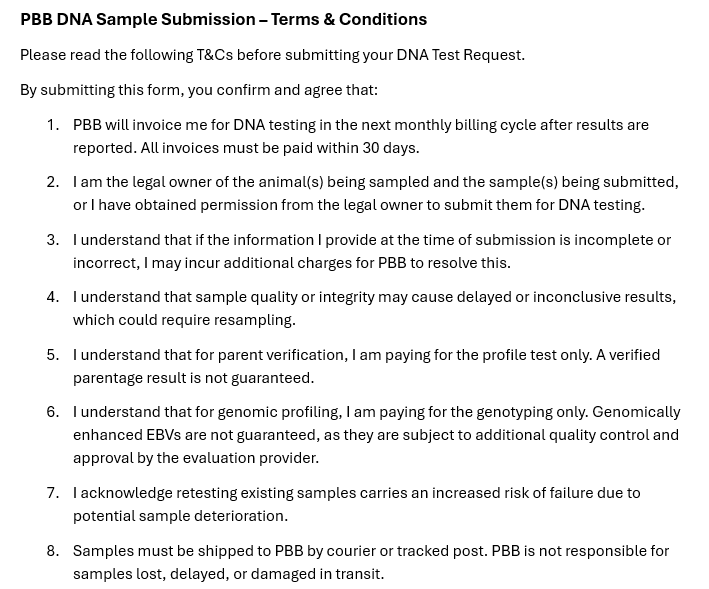 PBB DNA Sample Submission – Terms & Conditions
Please read the following T&Cs before submitting your DNA Test Request.
By submitting this form, you confirm and agree that:
1. PBB will invoice me for DNA testing in the next monthly billing cycle after results are
reported. All invoices must be paid within 30 days.
2. I am the legal owner of the animal(s) being sampled and the sample(s) being submitted,
or I have obtained permission from the legal owner to submit them for DNA testing.
3. I understand that if the information I provide at the time of submission is incomplete or
incorrect, I may incur additional charges for PBB to resolve this.
4. I understand that sample quality or integrity may cause delayed or inconclusive results,
which could require resampling.
5. I understand that for parent verification, I am paying for the profile test only. A verified
parentage result is not guaranteed.
6. I understand that for genomic profiling, I am paying for the genotyping only. Genomically
enhanced EBVs are not guaranteed, as they are subject to additional quality control and
approval by the evaluation provider.
7. I acknowledge retesting existing samples carries an increased risk of failure due to
potential sample deterioration.
8. Samples must be shipped to PBB by courier or tracked post. PBB is not responsible for
samples lost, delayed, or damaged in transit.